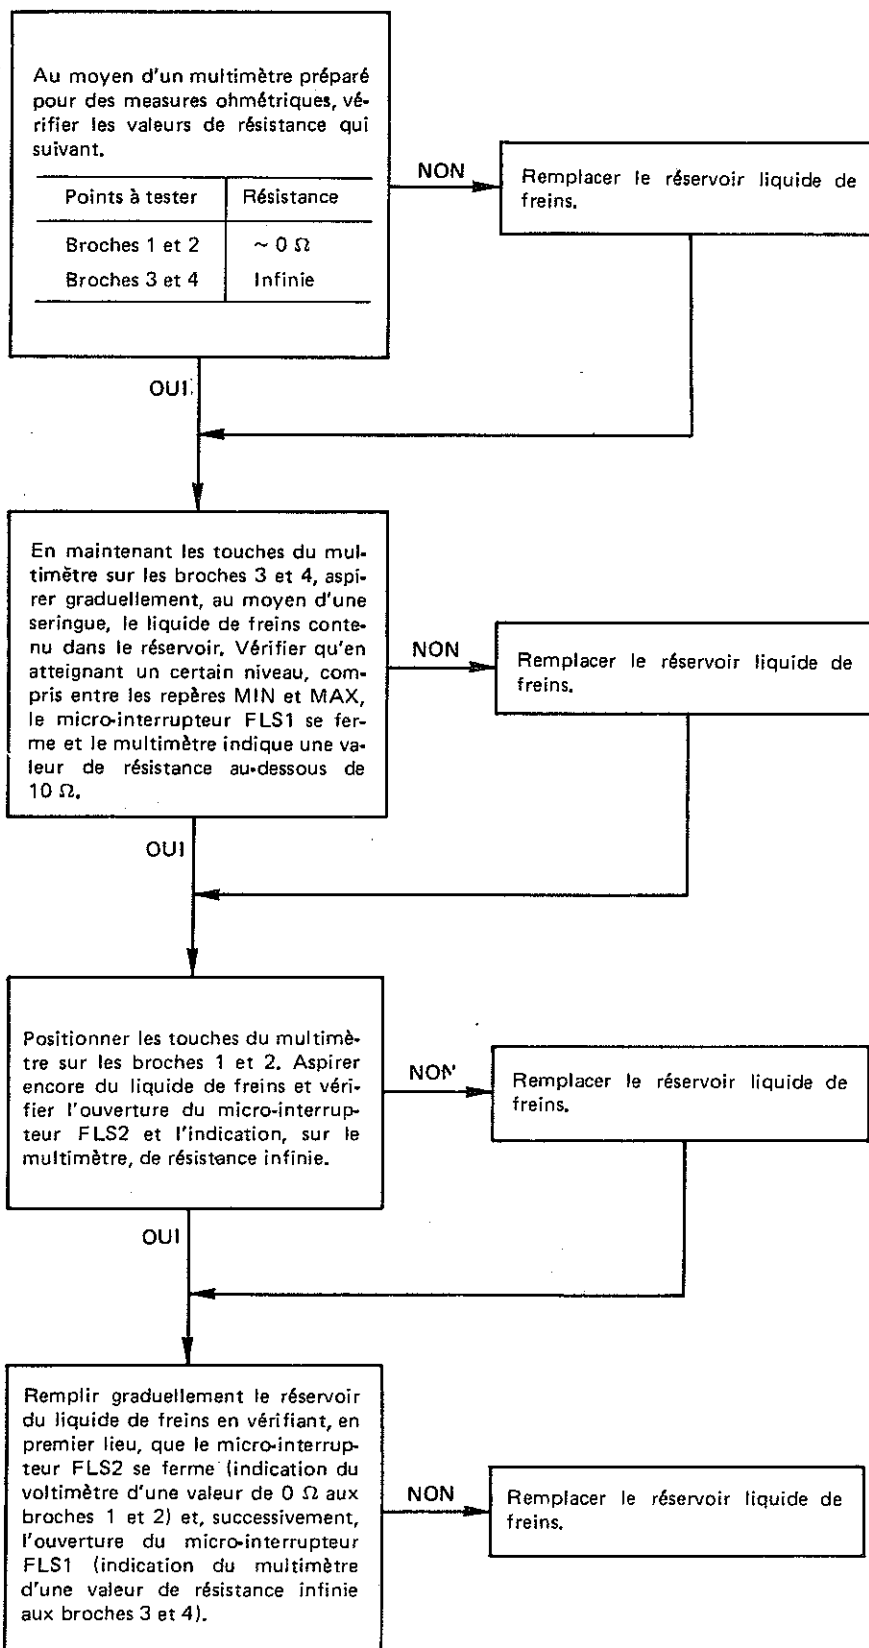 Au moyen d'un multimètre préparé
pour des measures ohmétriques, vé-
rifier les valeurs de résistance qui
suivant.
Points à tester Résistance
Broches 1 et 2 ~ 0 Ω
Broches 3 et 4 Infinie
NON
Remplacer le réservoir liquide de
freins.
OUI
En maintenant les touches du mul-
timètre sur les broches 3 et 4, aspi-
rer graduellement, au moyen d'une
seringue, le liquide de freins conte-
nu dans le réservoir. Vérifier qu'en
atteignant un certain niveau, com-
pris entre les repères MIN et MAX,
le micro-interrupteur FLS1 se fer-
me et le multimètre indique une va-
leur de résistance au-dessous de
10 Ω.
NON
Remplacer le réservoir liquide de
freins.
OUI
Positionner les touches du multimè-
tre sur les broches 1 et 2. Aspirer
encore du liquide de freins et véri-
fier l'ouverture du micro-interrup-
teur FLS2 et l'indication, sur le
multimètre, de résistance infinie.
NON
Remplacer le réservoir liquide de
freins.
OUI
Remplir graduellement le réservoir
du liquide de freins en vérifiant, en
premier lieu, que le micro-interrup-
teur FLS2 se ferme (indication du
voltimètre d'une valeur de 0 Ω aux
broches 1 et 2) et, successivement,
l'ouverture du micro-interrupteur
FLS1 (indication du multimètre
d'une valeur de résistance infinie
aux broches 3 et 4).
NON
Remplacer le réservoir liquide de
freins.